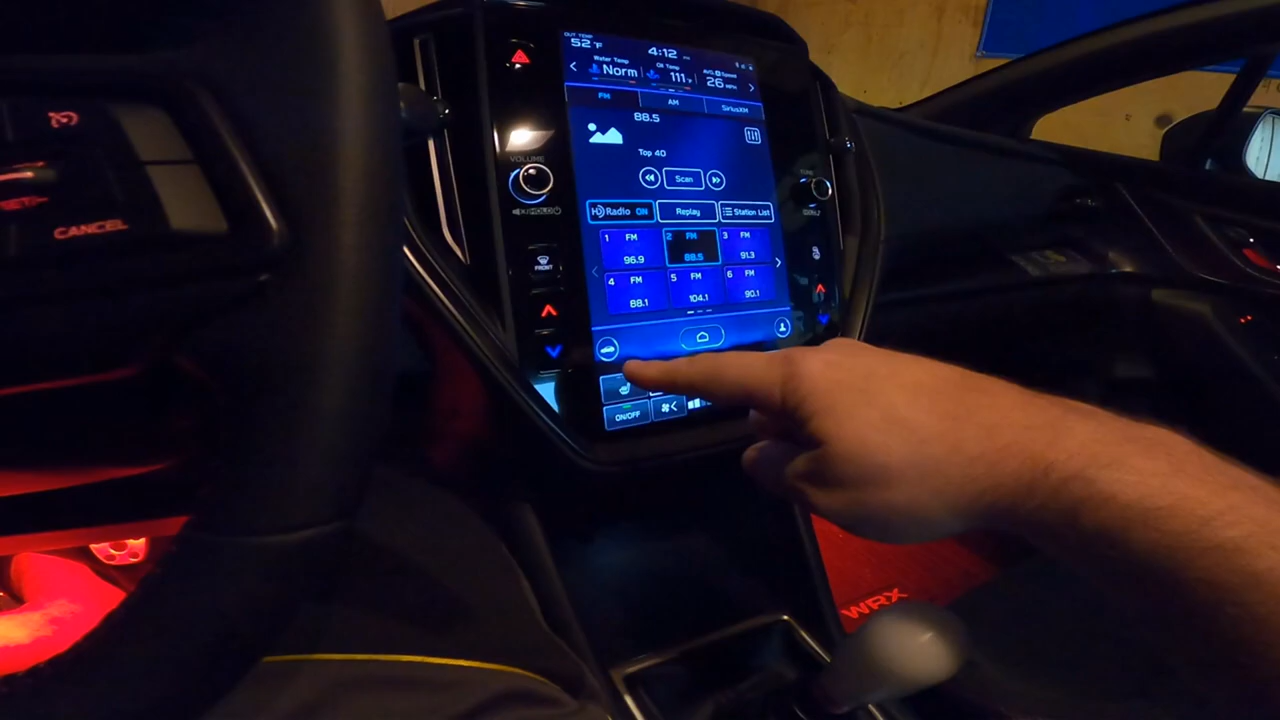 OUT TEMP
52°F
4:12 PM
Water Temp
Norm
Oil Temp
111°F
AVG. Speed
26 MPH
FM
AM
SiriusXM
88.5
Top 40
Scan
HD Radio ON
Replay
Station List
1 FM
96.9
2 FM
88.5
3 FM
91.3
4 FM
88.1
5 FM
104.1
6 FM
90.1
ON/OFF
VOLUME
FRONT
CANCEL
WRX